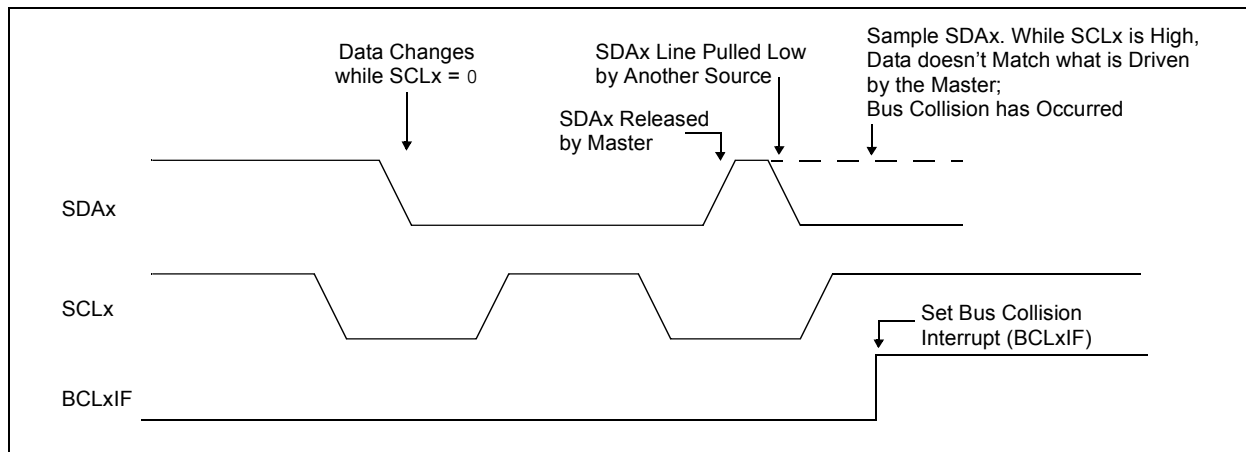 Data Changes
while SCLx = 0
SDAx Line Pulled Low
by Another Source
Sample SDAx. While SCLx is High,
Data doesn’t Match what is Driven
by the Master;
Bus Collision has Occurred
SDAx Released
by Master
SDAx
SCLx
Set Bus Collision
Interrupt (BCLxIF)
BCLxIF